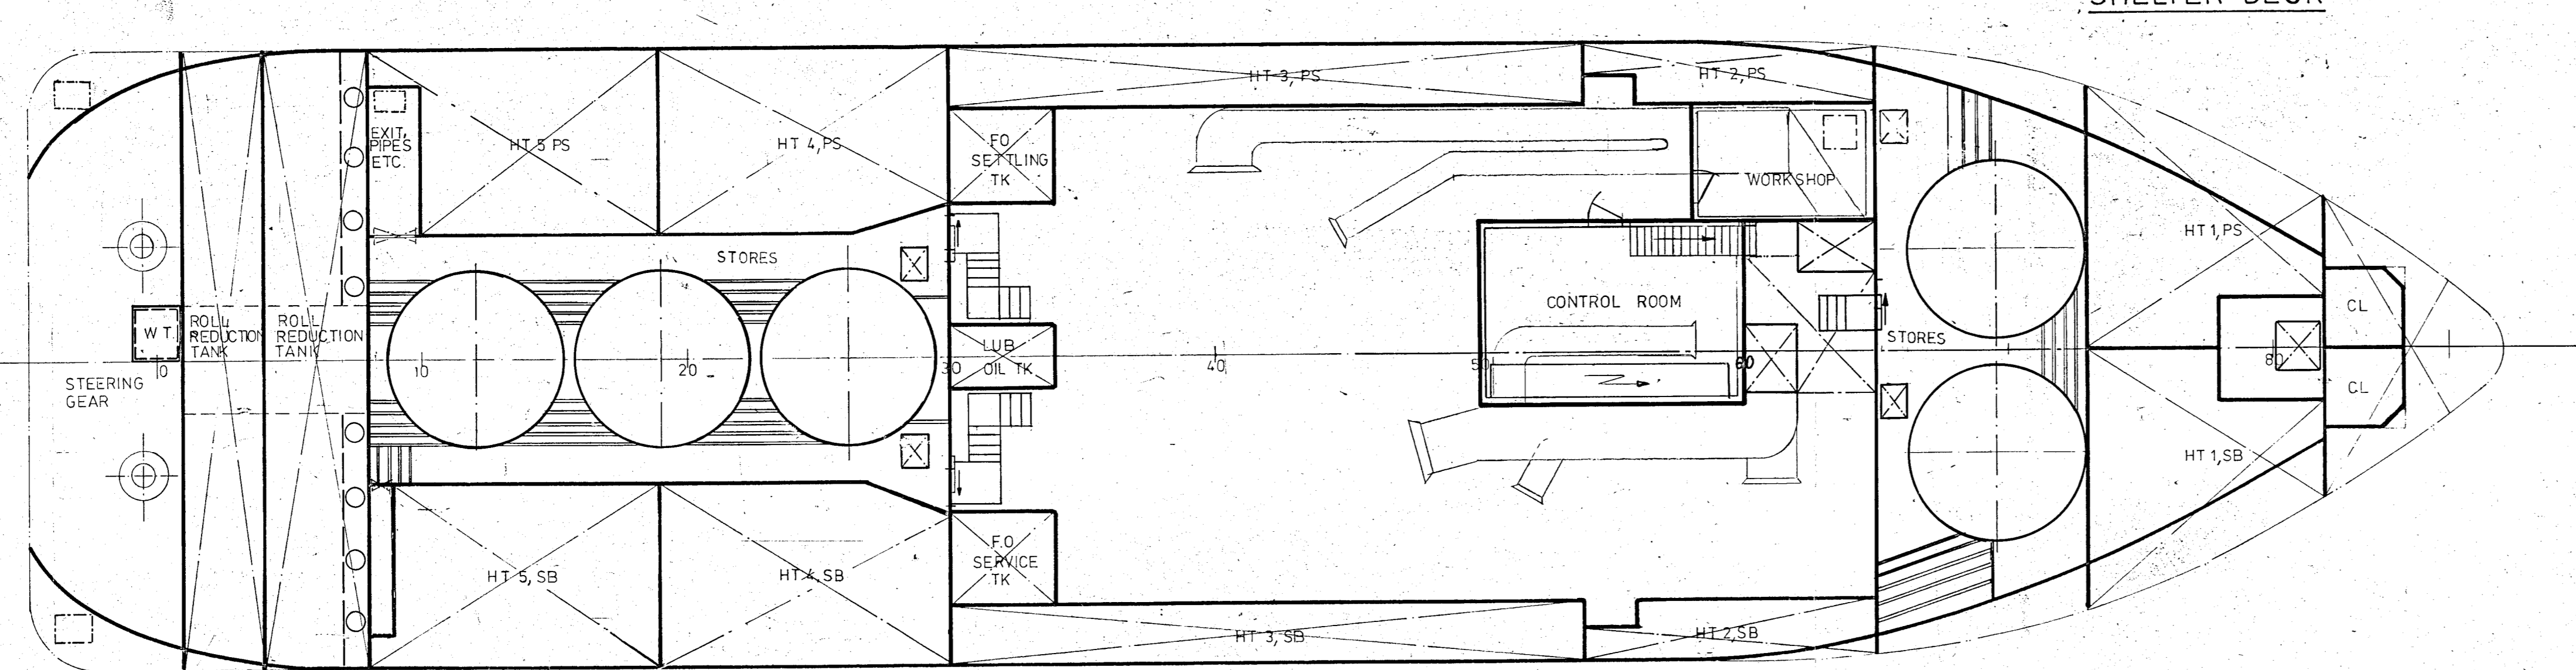 SHELTER DECK
HT 3, PS
HT 2, PS
EXIT,
PIPES
ETC.
HT 5 PS
HT 4, PS
FO
SETTLING
TK
WORKSHOP
HT 1, PS
STORES
CONTROL ROOM
CL
W.T.
ROLL
REDUCTION
TANK
ROLL
REDUCTION
TANK
LUB
OIL TK
STORES
0
10
20
30
40
50
60
80
STEERING
GEAR
CL
HT 1, SB
F.O
SERVICE
TK
HT 5, SB
HT 4, SB
HT 3, SB
HT 2, SB